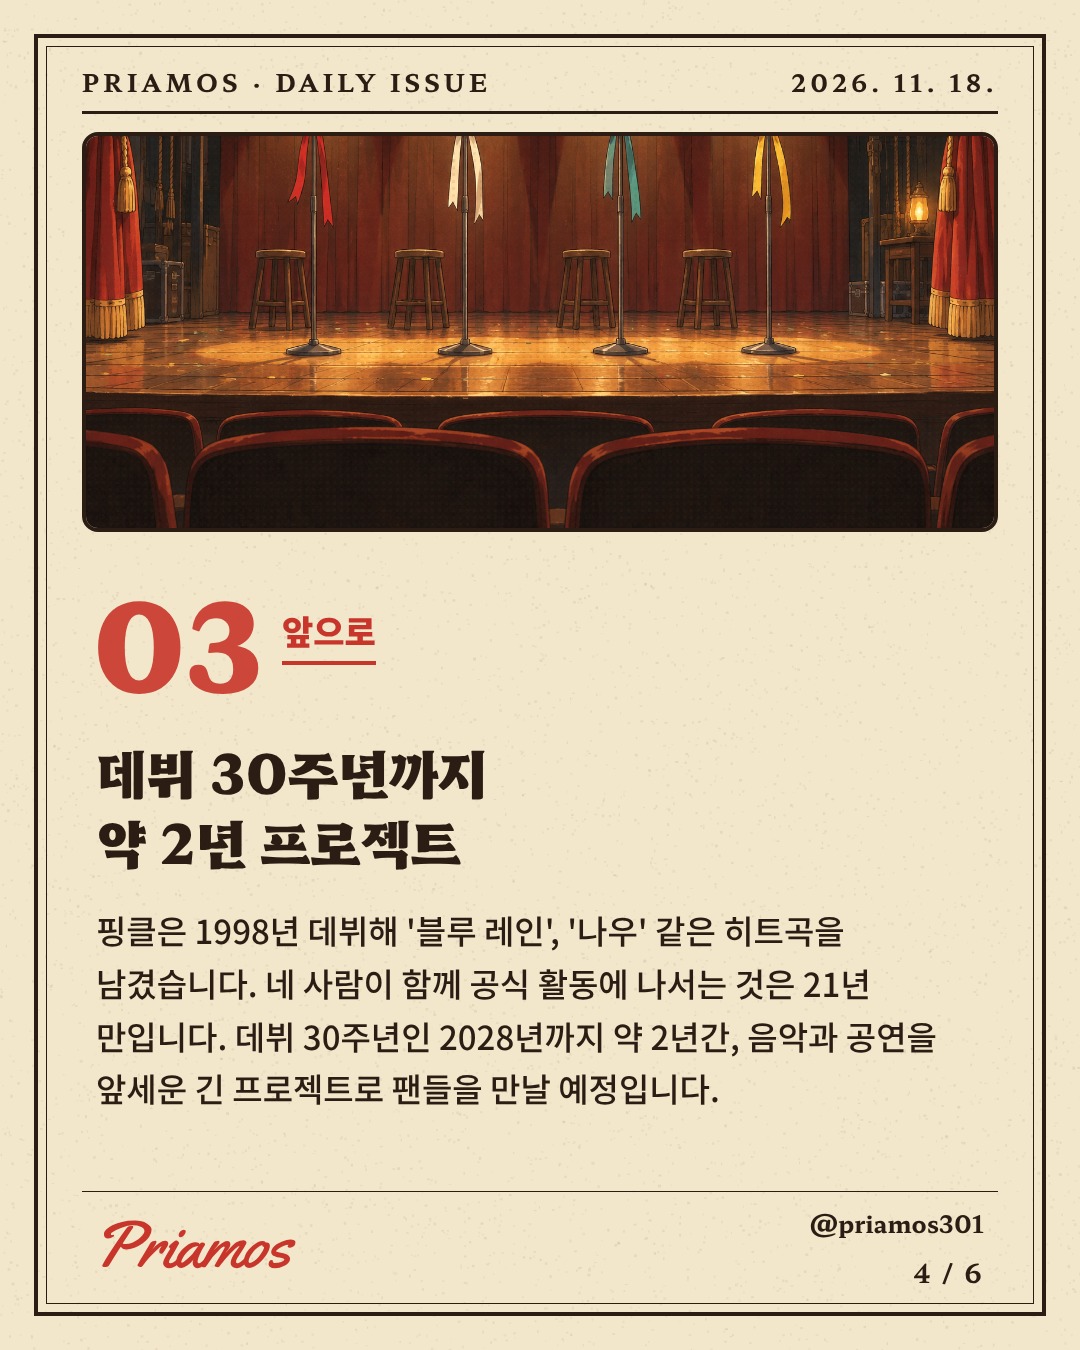 PRIAMOS · DAILY ISSUE
2026. 11. 18.
03
앞으로
데뷔 30주년까지
약 2년 프로젝트
핑클은 1998년 데뷔해 '블루 레인', '나우' 같은 히트곡을
남겼습니다. 네 사람이 함께 공식 활동에 나서는 것은 21년
만입니다. 데뷔 30주년인 2028년까지 약 2년간, 음악과 공연을
앞세운 긴 프로젝트로 팬들을 만날 예정입니다.
Priamos
@priamos301
4 / 6